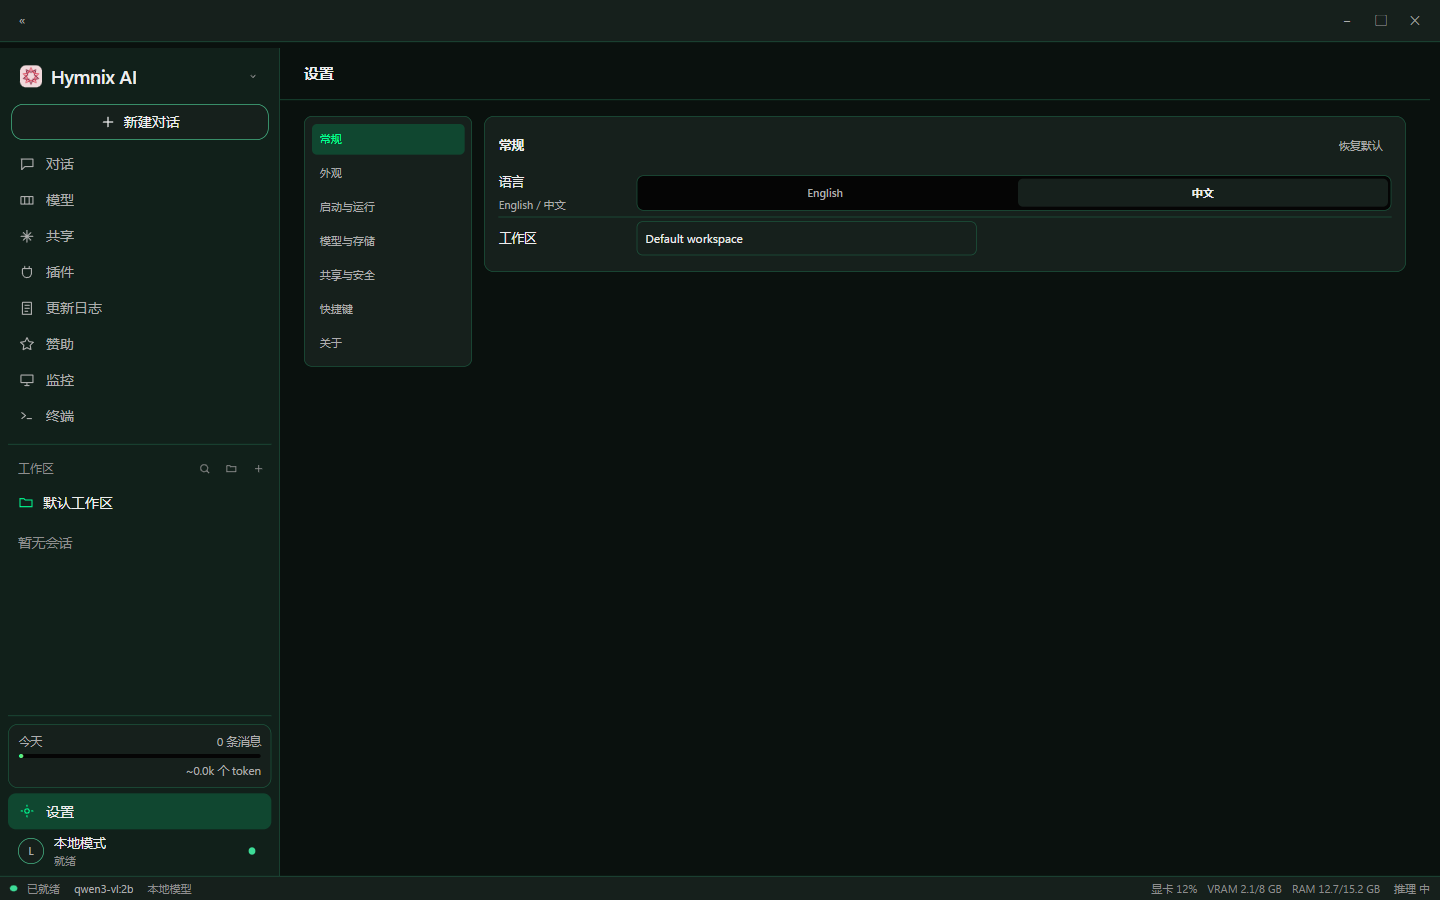 «
Hymnix AI
+ 新建对话
对话
模型
共享
插件
更新日志
赞助
监控
终端
工作区
默认工作区
暂无会话
今天 0 条消息
~0.0k 个 token
设置
L 本地模式
就绪
设置
常规
外观
启动与运行
模型与存储
共享与安全
快捷键
关于
常规 恢复默认
语言
English / 中文
English 中文
工作区 Default workspace
已就绪 qwen3-vl:2b 本地模型 显卡 12% VRAM 2.1/8 GB RAM 12.7/15.2 GB 推理 中